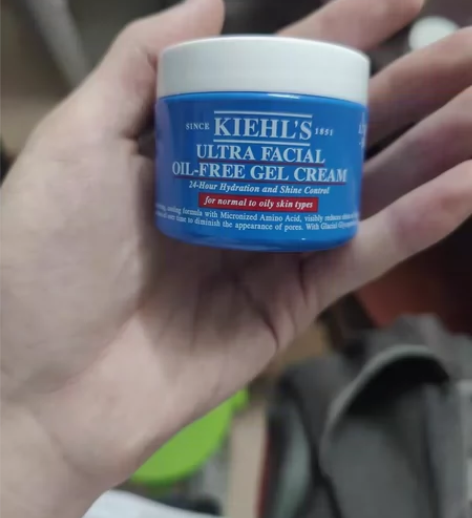 SINCE KIEHL'S 1851
ULTRA FACIAL
OIL-FREE GEL CREAM
24-Hour Hydration and Shine Control
for normal to oily skin types
cooling formula with Micronized Amino Acid, visibly reduces
time to diminish the appearance of pores. With Glacial